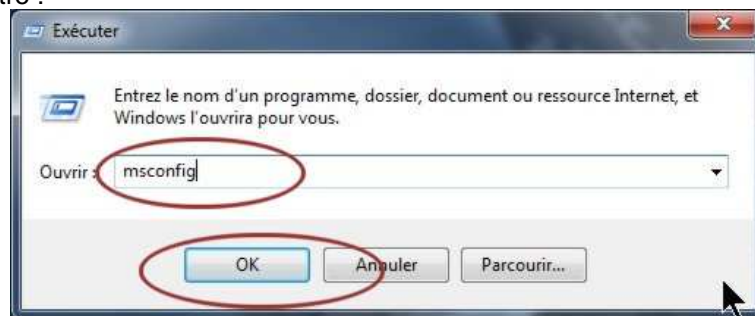 Exécuter
Entrez le nom d'un programme, dossier, document ou ressource Internet, et
Windows l'ouvrira pour vous.
Ouvrir : msconfig
OK Annuler Parcourir...